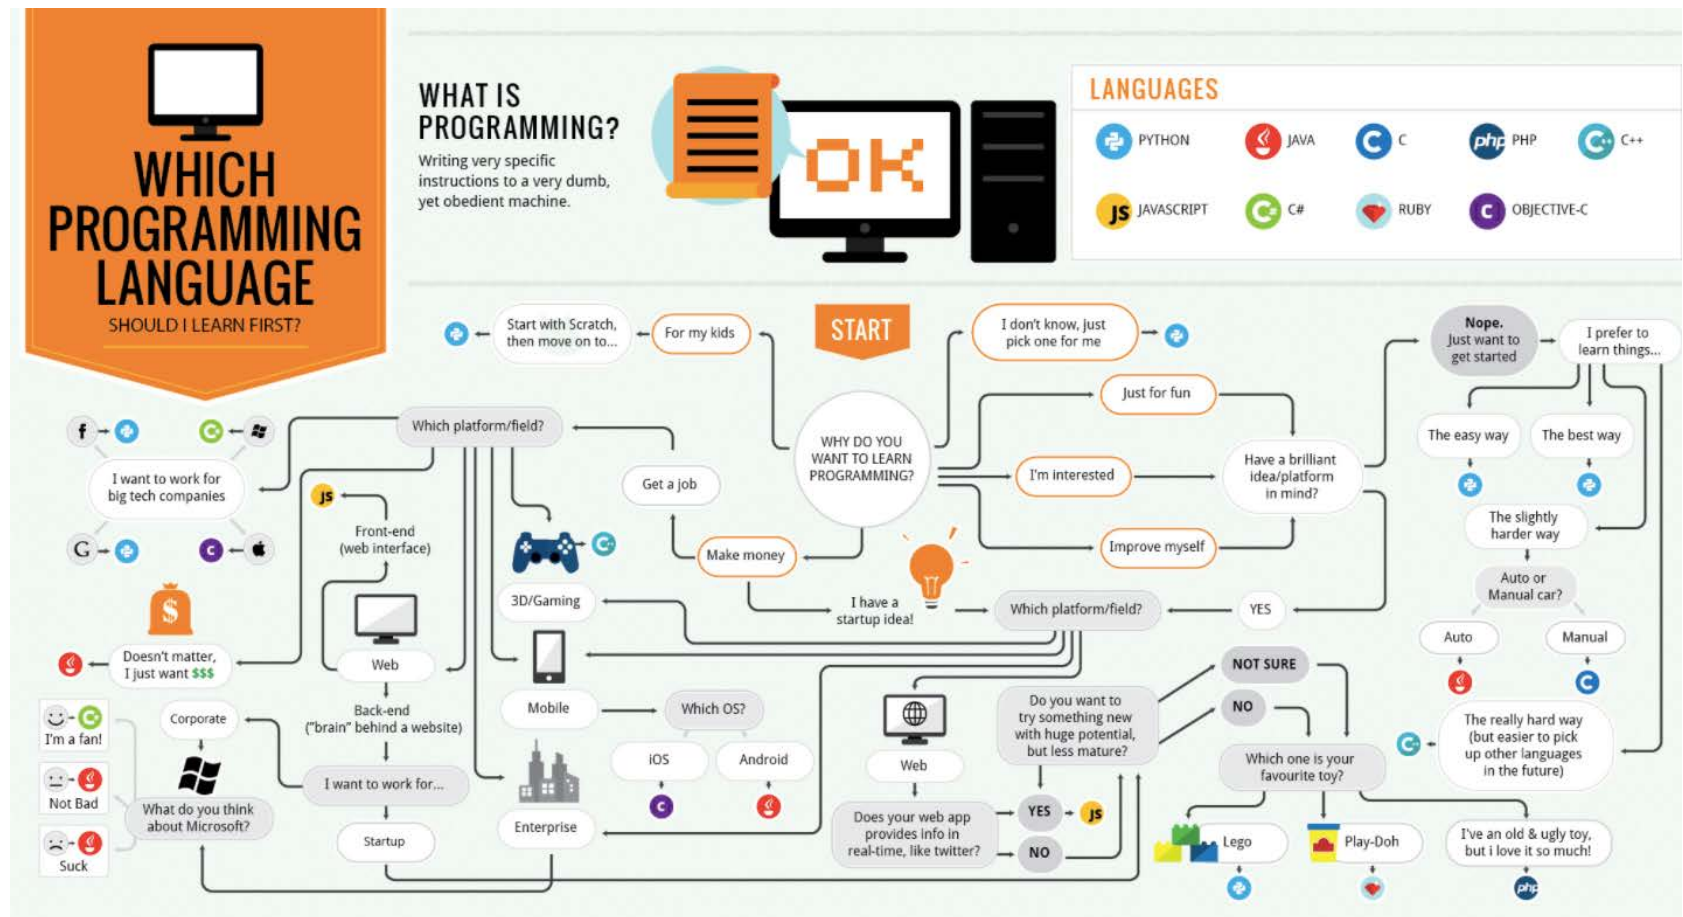 WHICH
PROGRAMMING
LANGUAGE
SHOULD I LEARN FIRST?
WHAT IS
PROGRAMMING?
Writing very specific
instructions to a very dumb,
yet obedient machine.
OK
LANGUAGES
PYTHON
JAVA
C
C
php
PHP
C++
JS
JAVASCRIPT
C#
RUBY
C
OBJECTIVE-C
START
WHY DO YOU
WANT TO LEARN
PROGRAMMING?
For my kids
Start with Scratch,
then move on to...
I don't know, just
pick one for me
Just for fun
I'm interested
Improve myself
Have a brilliant
idea/platform
in mind?
Nope.
Just want to
get started
I prefer to
learn things...
The easy way
The best way
The slightly
harder way
Auto or
Manual car?
Auto
Manual
C
The really hard way
(but easier to pick
up other languages
in the future)
YES
Make money
Get a job
I have a
startup idea!
Which platform/field?
Which platform/field?
f
I want to work for
big tech companies
G
C
JS
Front-end
(web interface)
$
Doesn't matter,
I just want $$$
Web
Back-end
("brain" behind a website)
I want to work for...
Corporate
Startup
What do you think
about Microsoft?
I'm a fan!
Not Bad
Suck
3D/Gaming
Mobile
Which OS?
iOS
Android
C
Enterprise
Web
Does your web app
provides info in
real-time, like twitter?
YES
JS
NO
Do you want to
try something new
with huge potential,
but less mature?
NOT SURE
NO
Which one is your
favourite toy?
Lego
Play-Doh
I've an old & ugly toy,
but i love it so much!
php